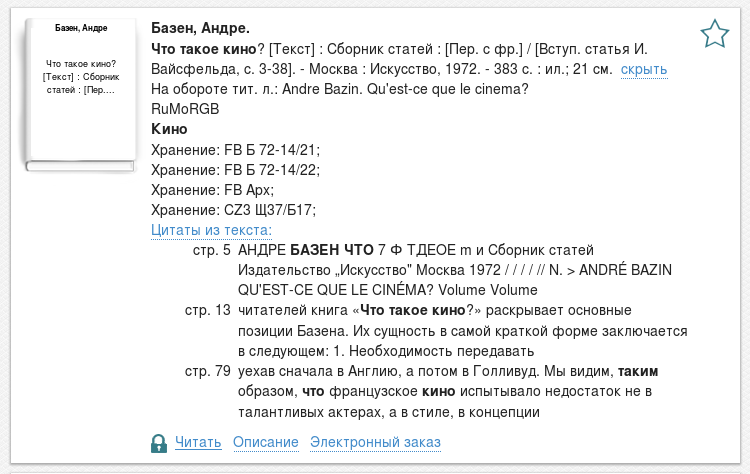 Базен, Андре
Что такое кино?
[Текст] : Сборник
статей : [Пер....
Базен, Андре.
Что такое кино? [Текст] : Сборник статей : [Пер. с фр.] / [Вступ. статья И.
Вайсфельда, с. 3-38]. - Москва : Искусство, 1972. - 383 с. : ил.; 21 см. скрыть
На обороте тит. л.: Andre Bazin. Qu'est-ce que le cinema?
RuMoRGB
Кино
Хранение: FB Б 72-14/21;
Хранение: FB Б 72-14/22;
Хранение: FB Арх;
Хранение: CZ3 Щ37/Б17;
Цитаты из текста:
стр. 5 АНДРЕ БАЗЕН ЧТО 7 Ф ТДЕОЕ m и Сборник статей
Издательство „Искусство" Москва 1972 / / / / / // N. > ANDRÉ BAZIN
QU'EST-CE QUE LE CINÉMA? Volume Volume
стр. 13 читателей книга «Что такое кино?» раскрывает основные
позиции Базена. Их сущность в самой краткой форме заключается
в следующем: 1. Необходимость передавать
стр. 79 уехав сначала в Англию, а потом в Голливуд. Мы видим, таким
образом, что французское кино испытывало недостаток не в
талантливых актерах, а в стиле, в концепции
Читать Описание Электронный заказ